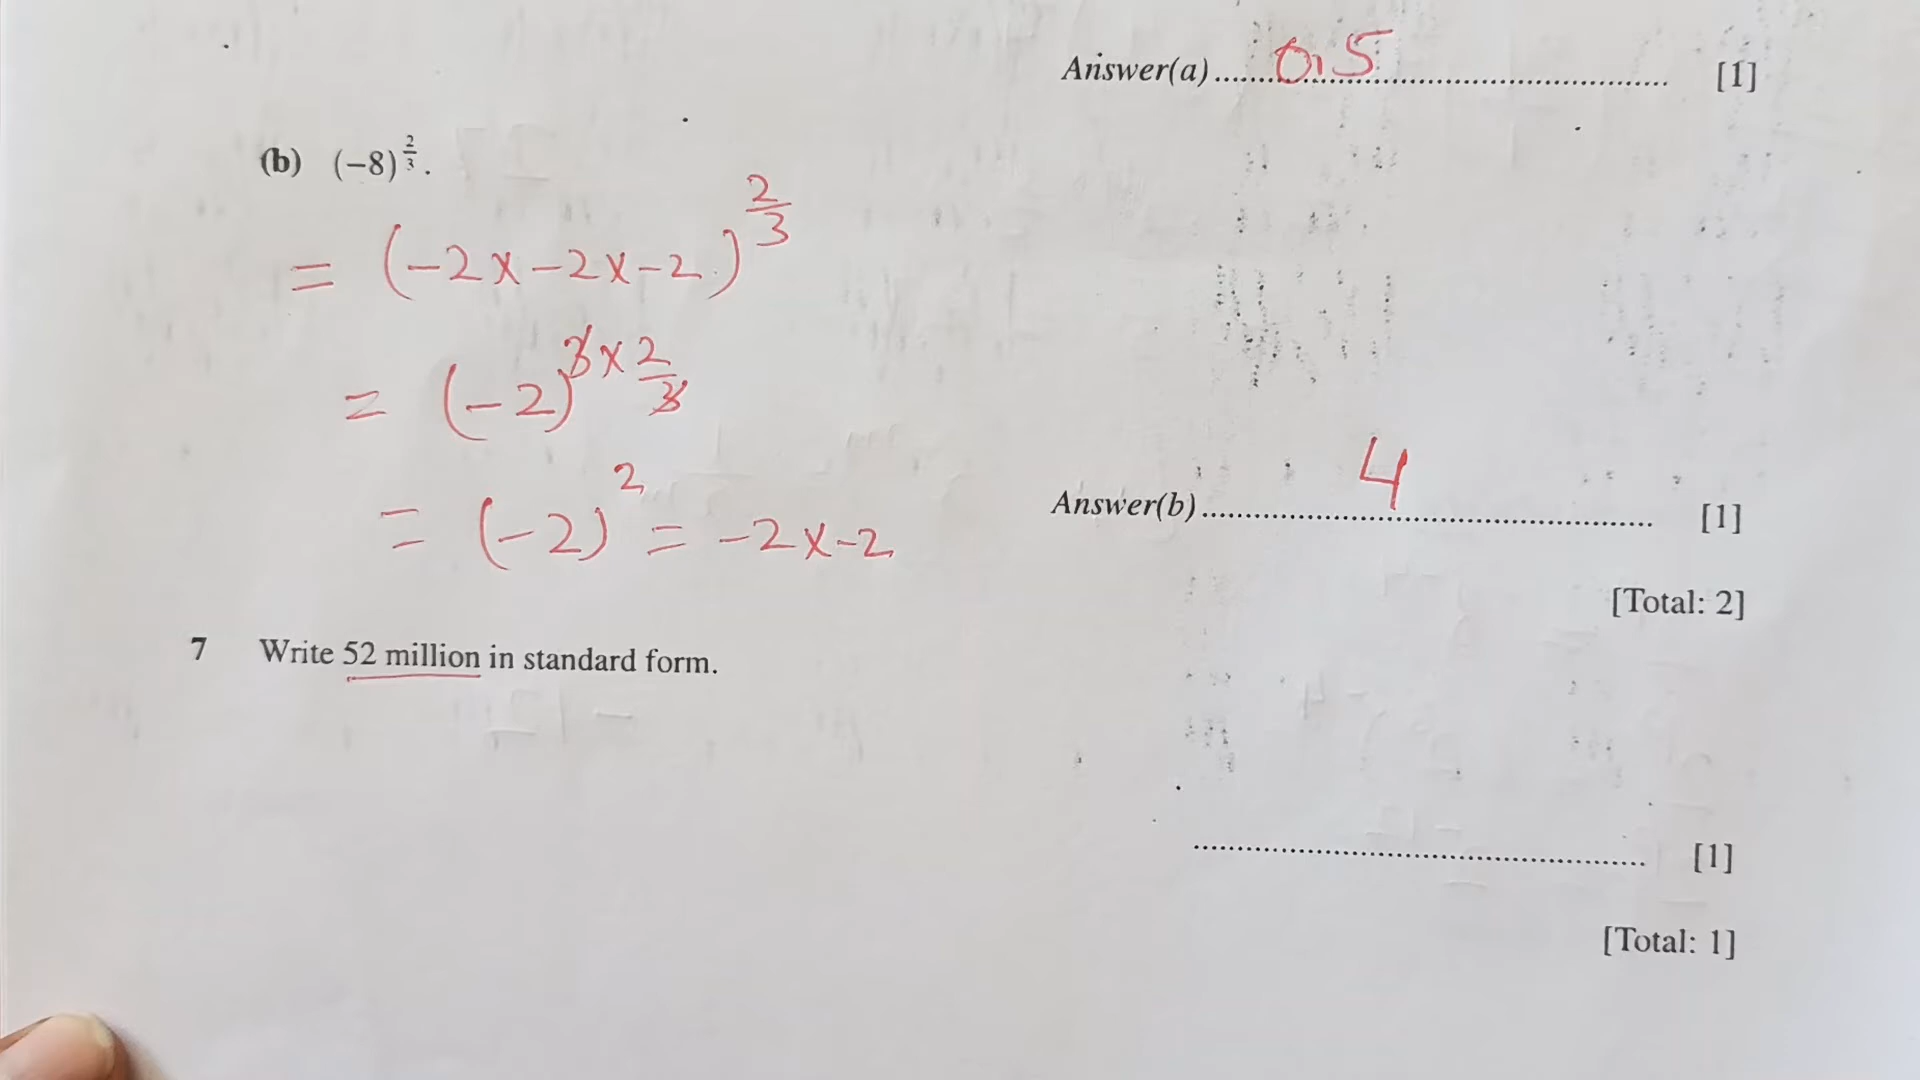 Answer(a) 0.5 [1]
(b) (−8)^{2/3}.
= (−2×−2×−2)^{2/3}
= (−2)^{3×2/3}
= (−2)^2 = −2×−2
Answer(b) 4 [1]
[Total: 2]
7 Write 52 million in standard form.
[1]
[Total: 1]